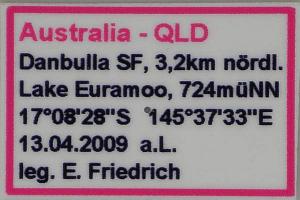 Australia - QLD
Danbulla SF, 3,2km nördl.
Lake Euramoo, 724müNN
17°08'28"S 145°37'33"E
13.04.2009 a.L.
leg. E. Friedrich